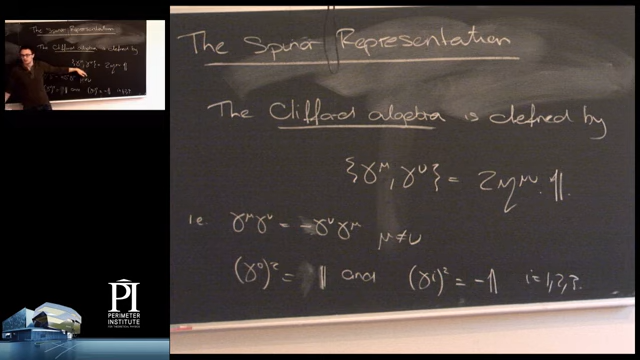 The Spinor Representation
The Clifford algebra is defined by
{γ^μ, γ^ν} = 2η^μν · 1.
i.e. γ^μ γ^ν = -γ^ν γ^μ   μ≠ν
(γ^0)^2 = 1 and (γ^i)^2 = -1   i=1,2,3.
PI
PERIMETER
INSTITUTE
FOR THEORETICAL PHYSICS